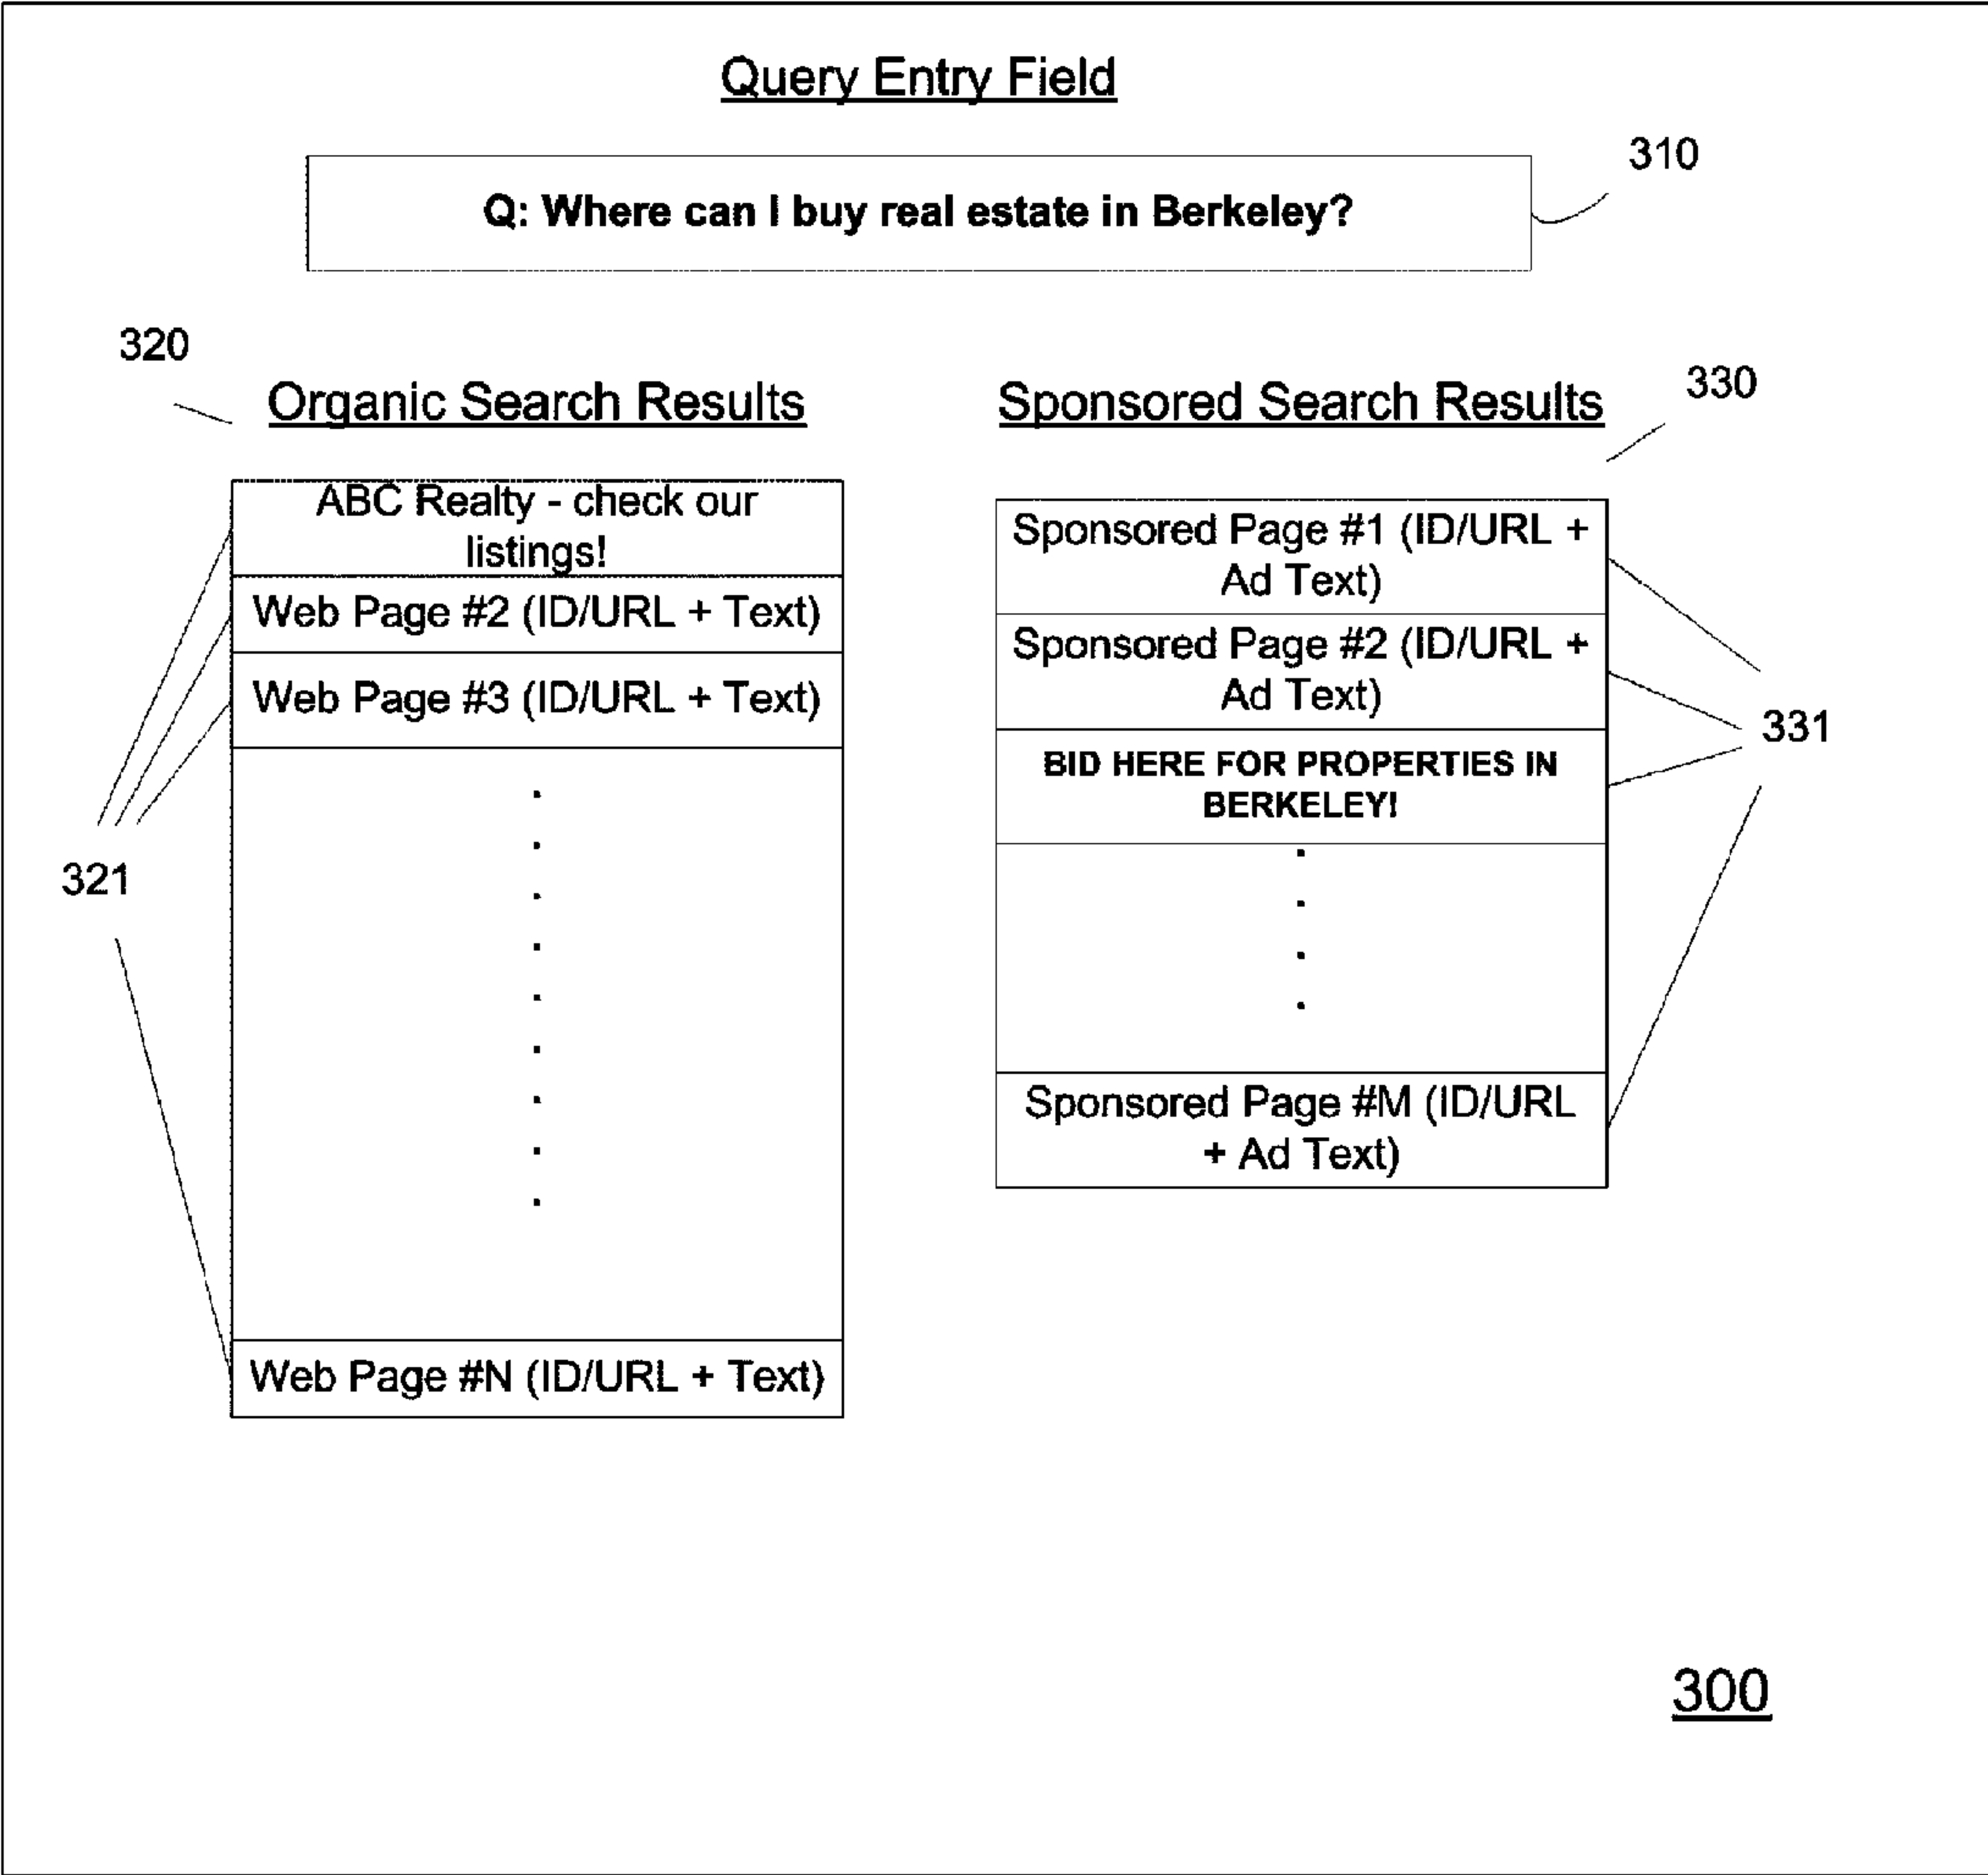 Query Entry Field
310
Q: Where can I buy real estate in Berkeley?
320
Organic Search Results
ABC Realty - check our
listings!
Web Page #2 (ID/URL + Text)
Web Page #3 (ID/URL + Text)
321
Web Page #N (ID/URL + Text)
330
Sponsored Search Results
Sponsored Page #1 (ID/URL +
Ad Text)
Sponsored Page #2 (ID/URL +
Ad Text)
BID HERE FOR PROPERTIES IN
BERKELEY!
331
Sponsored Page #M (ID/URL
+ Ad Text)
300